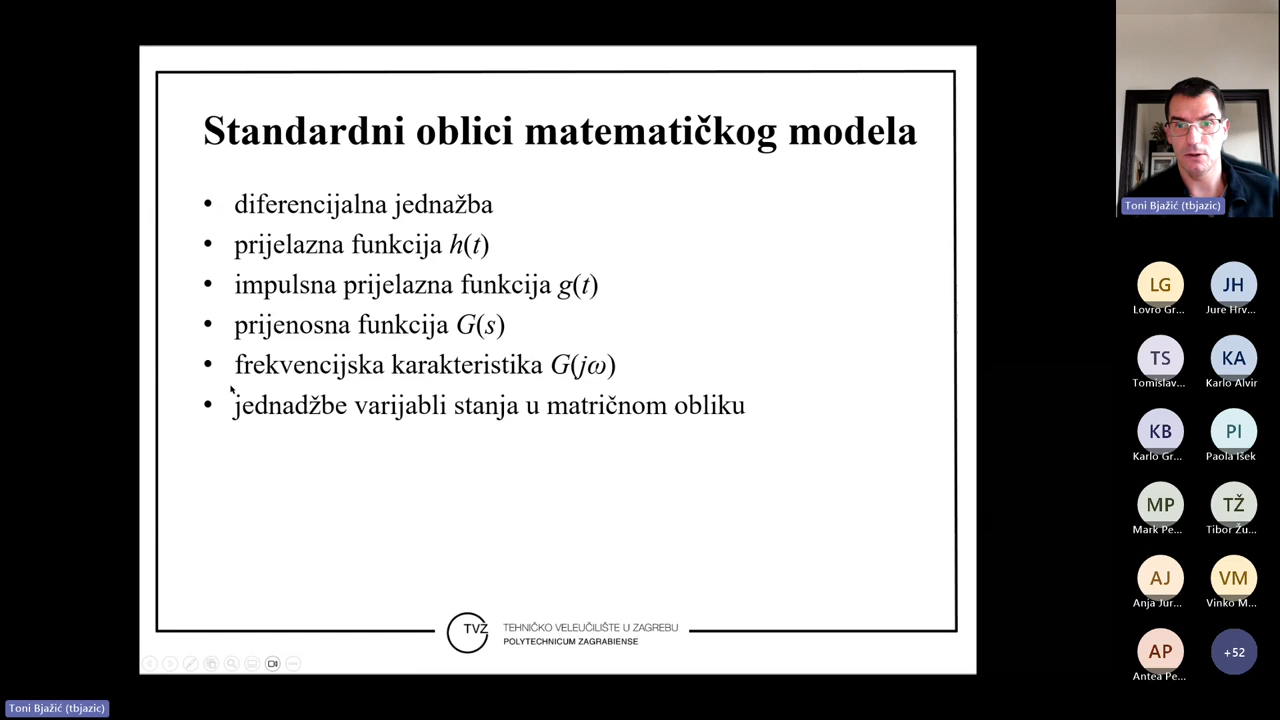 Standardni oblici matematičkog modela
• diferencijalna jednažba
• prijelazna funkcija h(t)
• impulsna prijelazna funkcija g(t)
• prijenosna funkcija G(s)
• frekvencijska karakteristika G(jω)
• jednadžbe varijabli stanja u matričnom obliku
TVZ
TEHNIČKO VELEUČILIŠTE U ZAGREBU
POLYTECHNICUM ZAGRABIENSE
Toni Bjažić (tbjazic)
Toni Bjažić (tbjazic)
LG
JH
Lovro Gr...
Jure Hrv...
TS
KA
Tomislav...
Karlo Alvir
KB
PI
Karlo Gr...
Paola Išek
MP
TŽ
Mark Pe...
Tibor Žu...
AJ
VM
Anja Jur...
Vinko M...
AP
+52
Antea Pe...